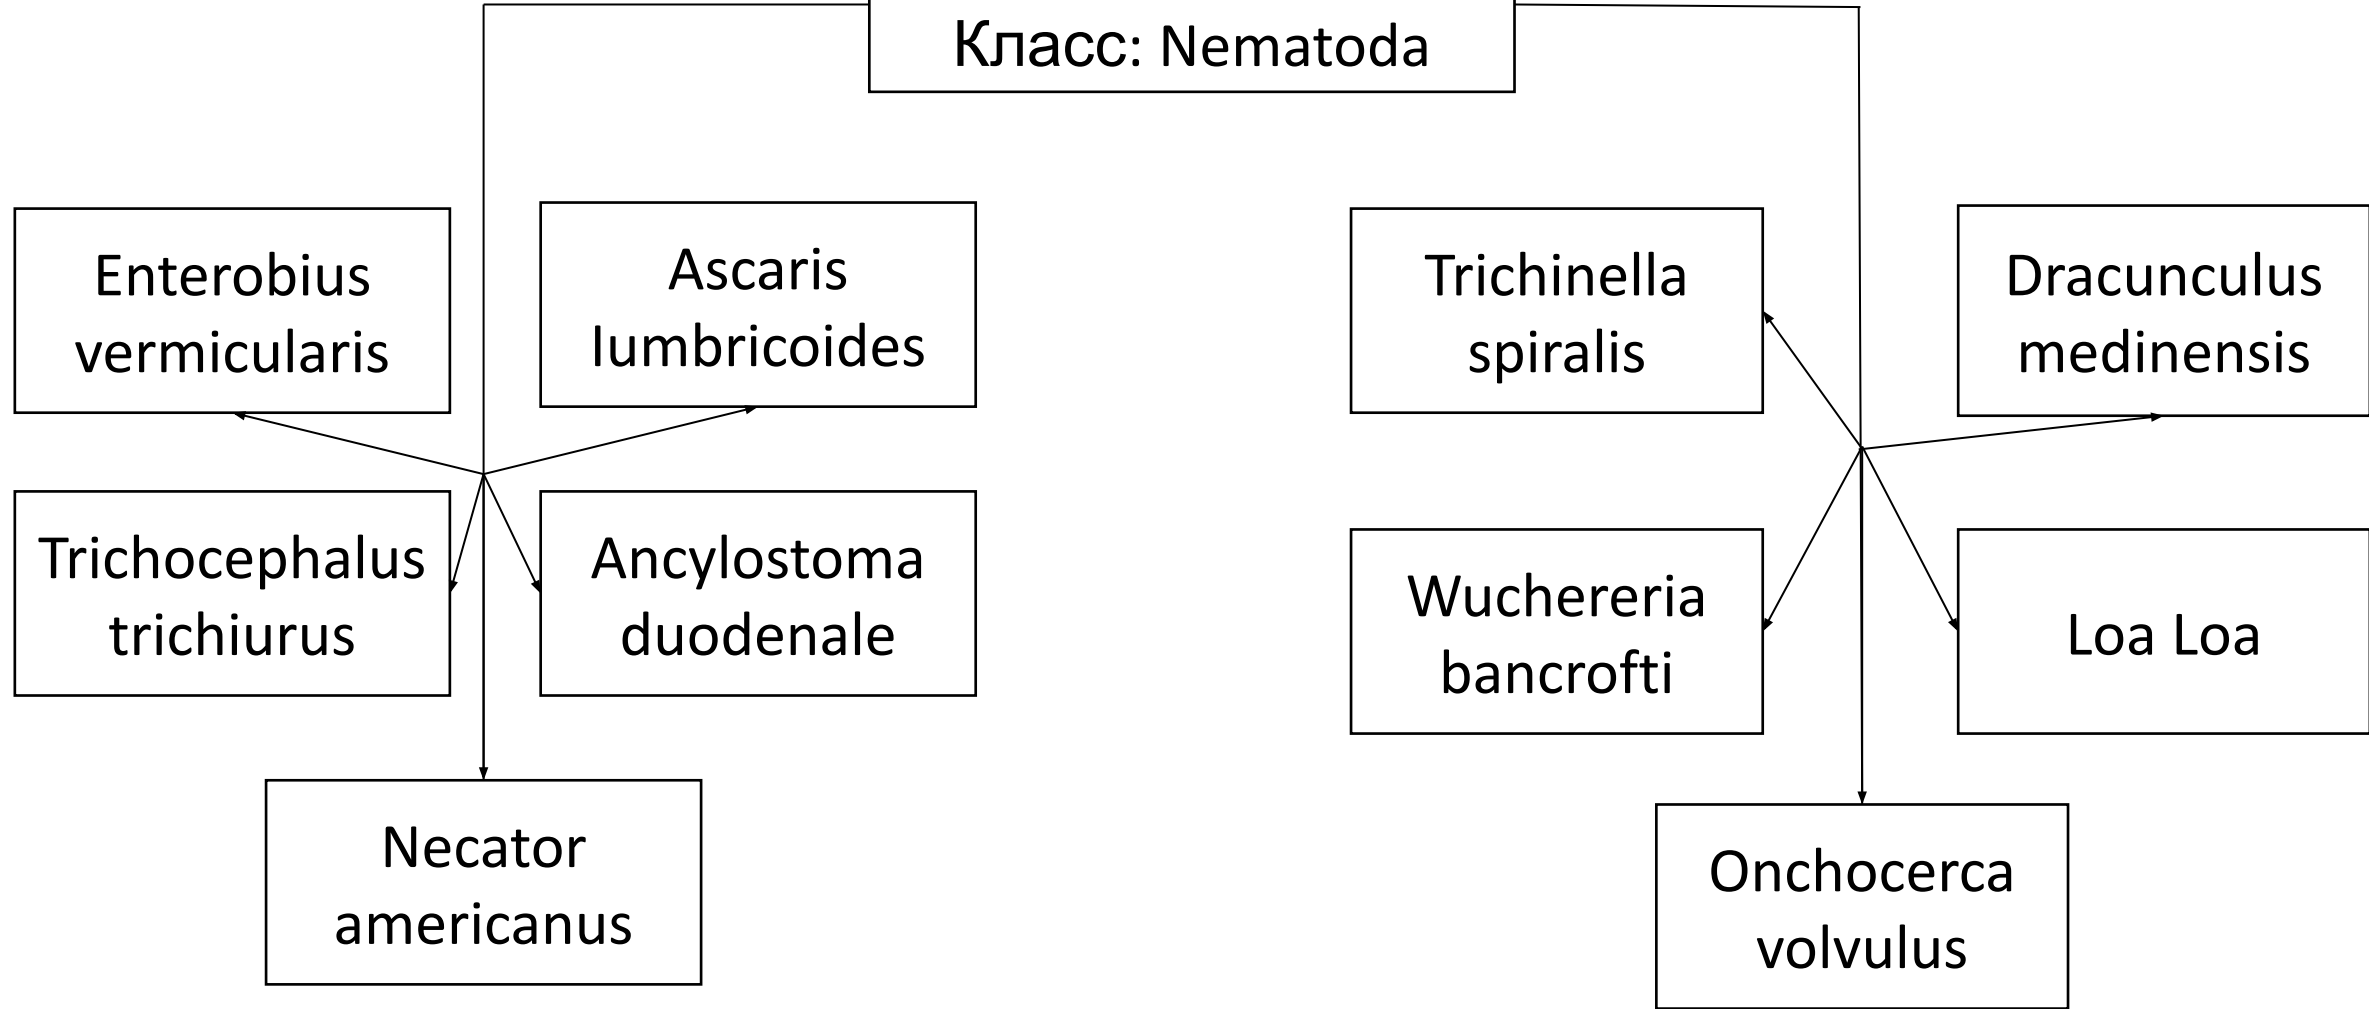 Класс: Nematoda
Enterobius
vermicularis
Ascaris
lumbricoides
Trichocephalus
trichiurus
Ancylostoma
duodenale
Necator
americanus
Trichinella
spiralis
Dracunculus
medinensis
Wuchereria
bancrofti
Loa Loa
Onchocerca
volvulus